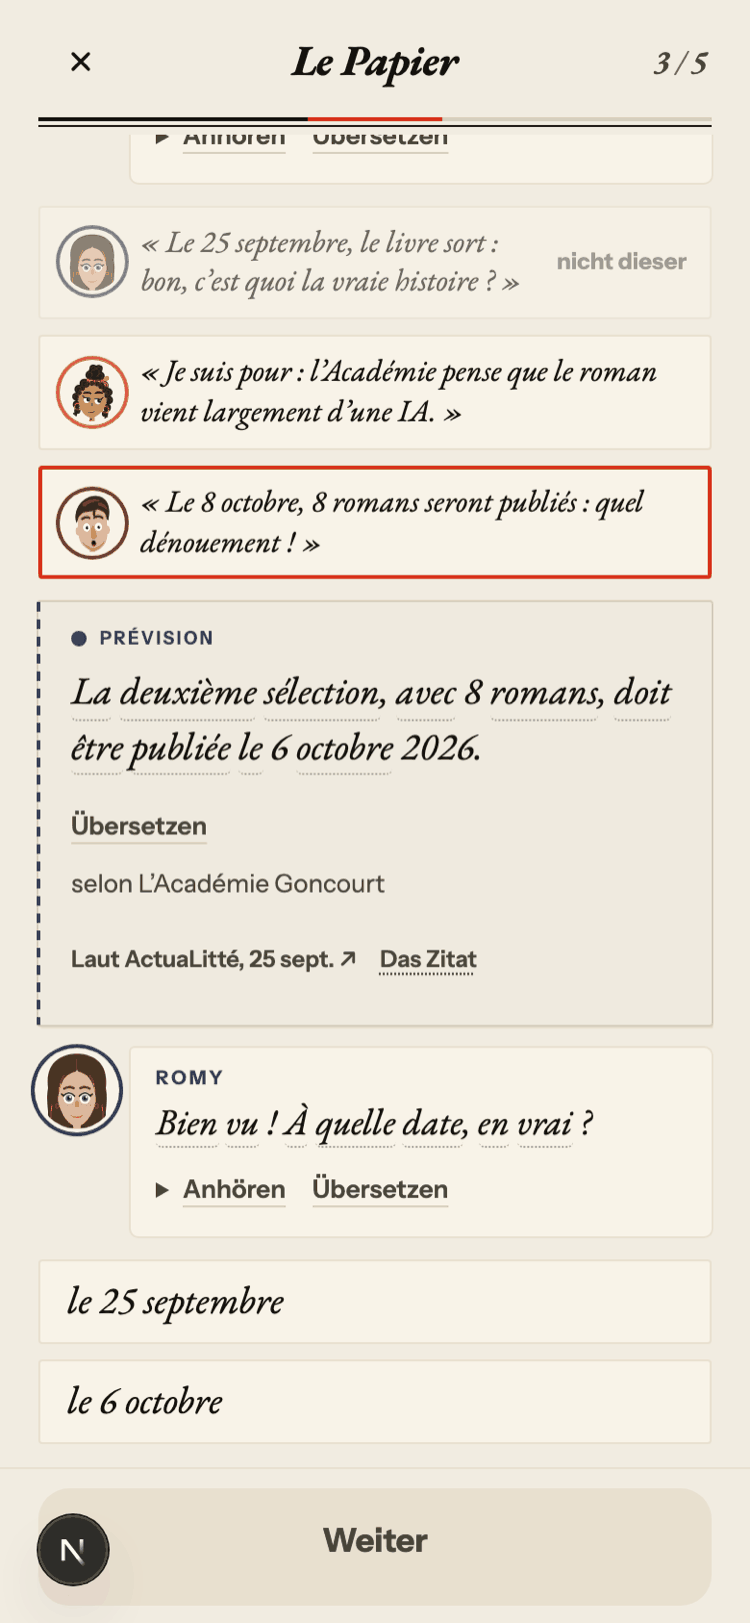 Le Papier
3/5
▶ Anhören Übersetzen
« Le 25 septembre, le livre sort :
bon, c’est quoi la vraie histoire ? »
nicht dieser
« Je suis pour : l’Académie pense que le roman
vient largement d’une IA. »
« Le 8 octobre, 8 romans seront publiés : quel
dénouement ! »
PRÉVISION
La deuxième sélection, avec 8 romans, doit
être publiée le 6 octobre 2026.
Übersetzen
selon L’Académie Goncourt
Laut ActuaLitté, 25 sept. ↗ Das Zitat
ROMY
Bien vu ! À quelle date, en vrai ?
▶ Anhören Übersetzen
le 25 septembre
le 6 octobre
Weiter
N